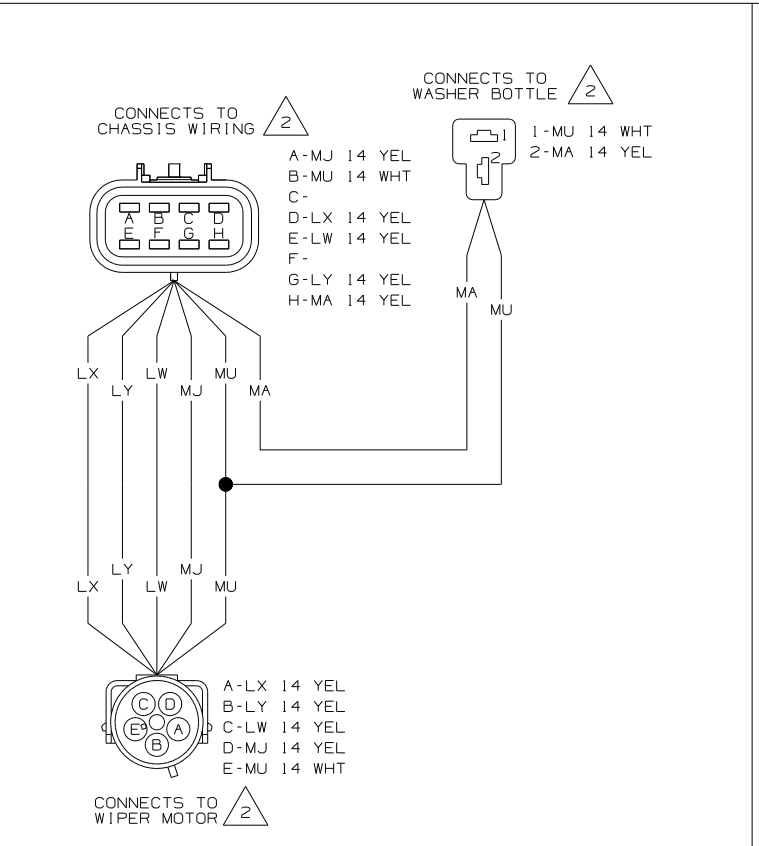 CONNECTS TO
WASHER BOTTLE 2
1-MU 14 WHT
2-MA 14 YEL
1
2
CONNECTS TO
CHASSIS WIRING 2
A-MJ 14 YEL
B-MU 14 WHT
C-
D-LX 14 YEL
E-LW 14 YEL
F-
G-LY 14 YEL
H-MA 14 YEL
A B C D
E F G H
MA
MU
LX LW MU
LY MJ MA
LY MJ
LX LW MU
C D
E A
B
A-LX 14 YEL
B-LY 14 YEL
C-LW 14 YEL
D-MJ 14 YEL
E-MU 14 WHT
CONNECTS TO
WIPER MOTOR 2